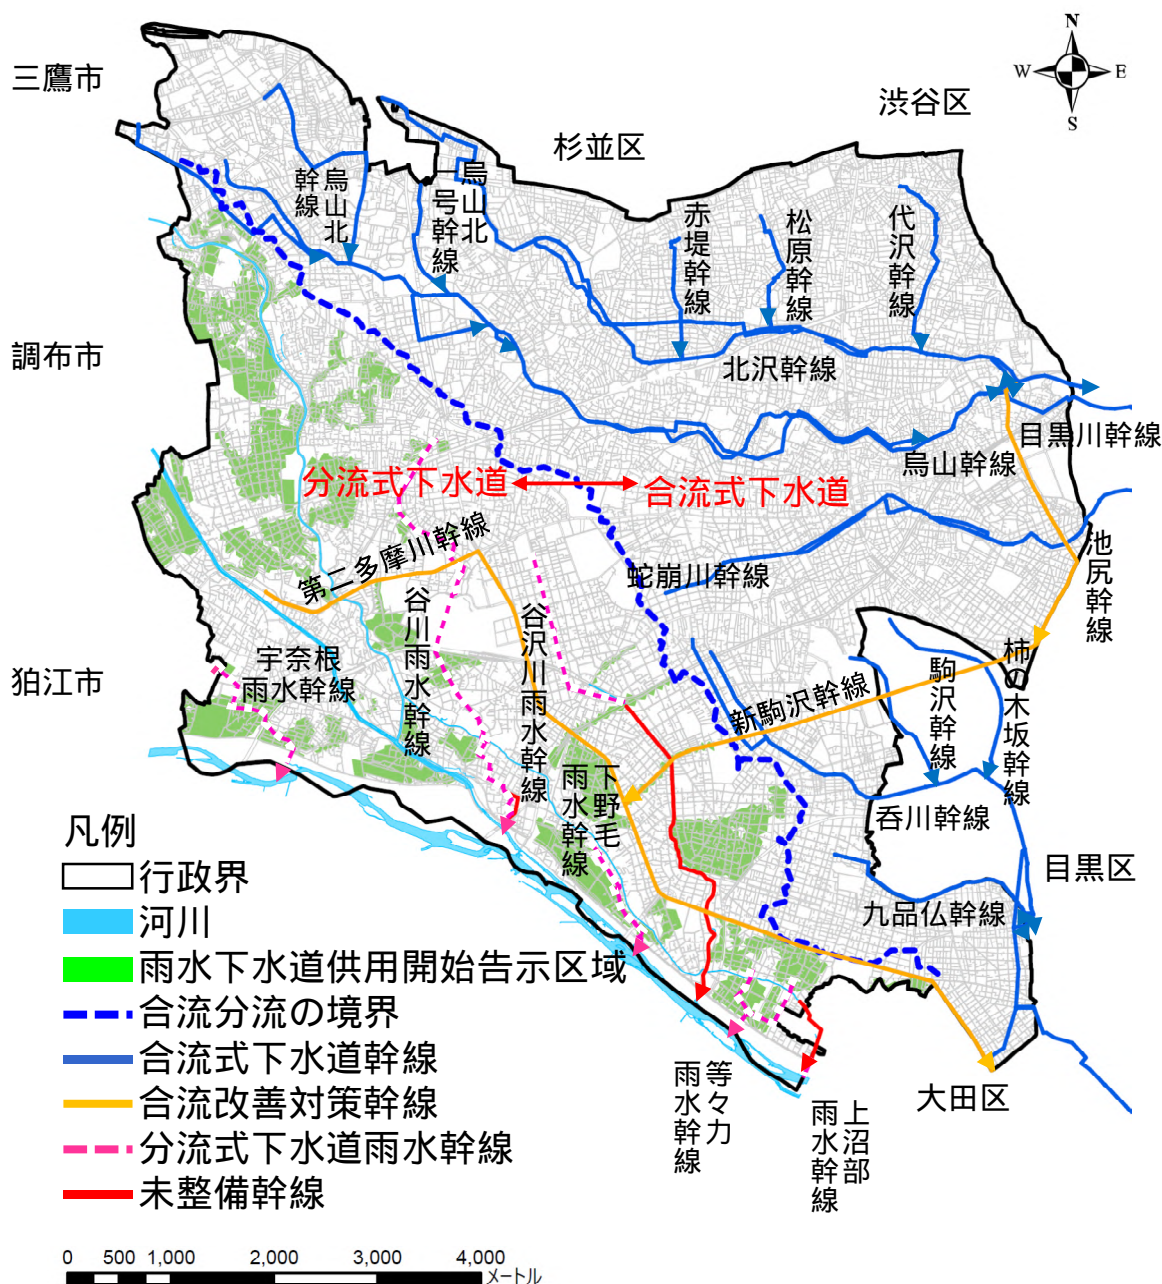 N
W
E
S
三鷹市
渋谷区
杉並区
烏山北
幹線
烏山北
一号幹線
赤堤幹線
松原幹線
代沢幹線
調布市
北沢幹線
目黒川幹線
烏山幹線
分流式下水道
合流式下水道
池尻幹線
第二多摩川幹線
蛇崩川幹線
狛江市
宇奈根
雨水幹線
谷川雨水幹線
谷沢川雨水幹線
新駒沢幹線
駒沢幹線
柿の木坂幹線
下野毛
雨水幹線
呑川幹線
目黒区
九品仏幹線
等々力
雨水幹線
上沼部
雨水幹線
大田区
凡例
行政界
河川
雨水下水道供用開始告示区域
合流分流の境界
合流式下水道幹線
合流改善対策幹線
分流式下水道雨水幹線
未整備幹線
0 500 1,000 2,000 3,000 4,000
メートル